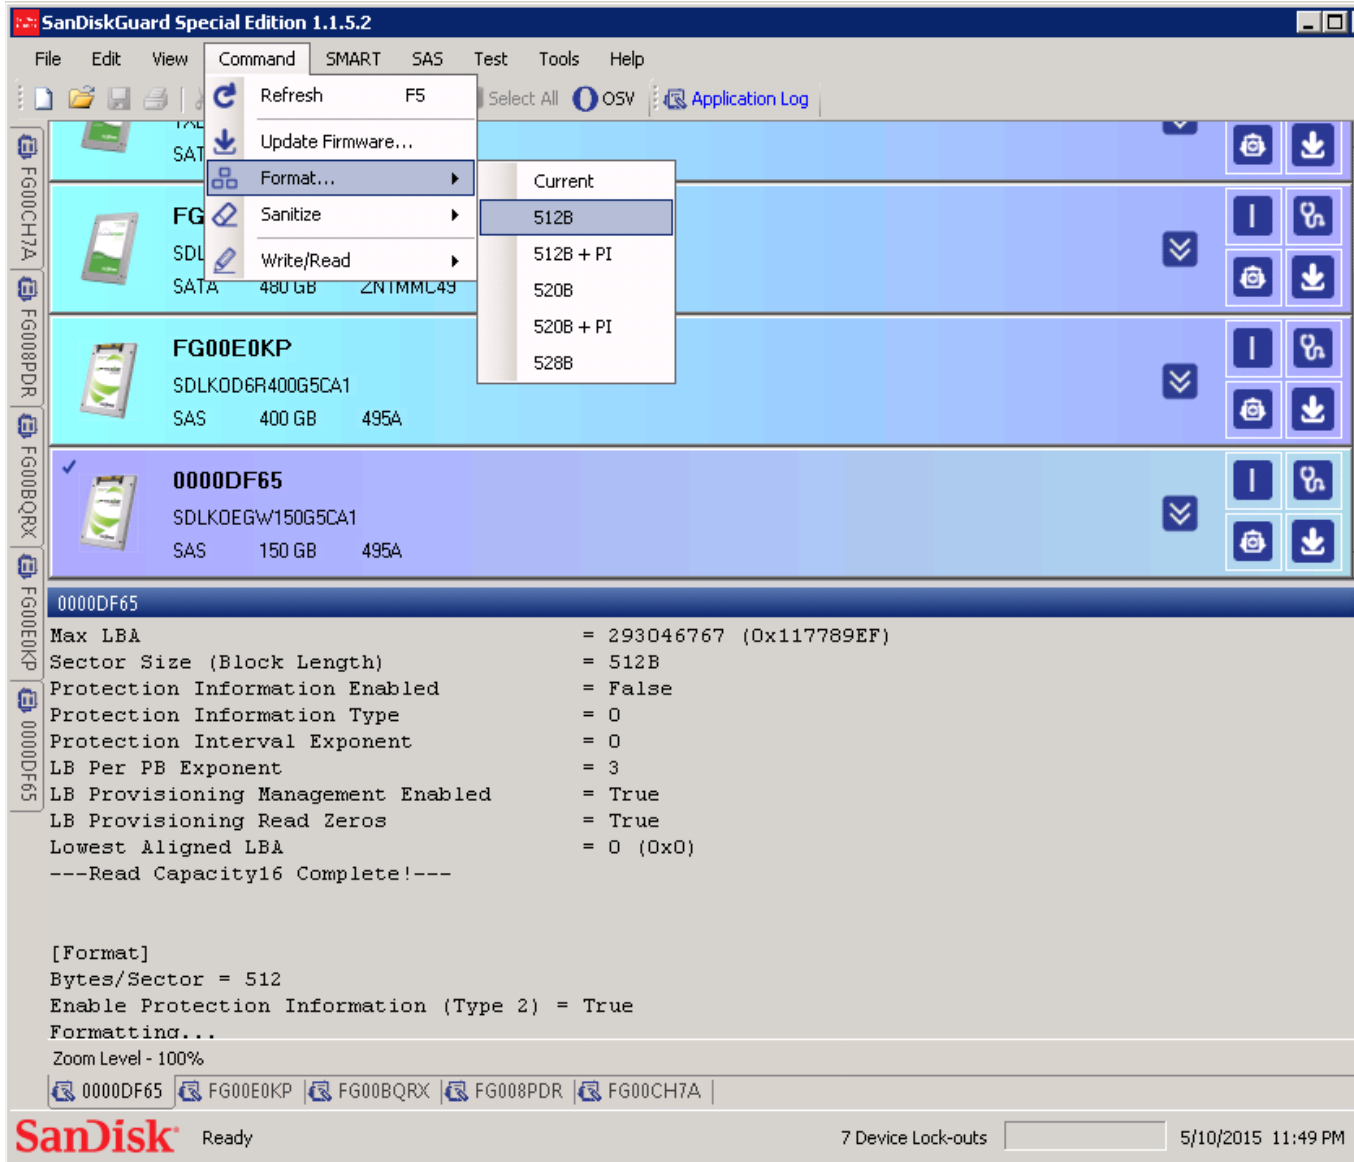 SanDiskGuard Special Edition 1.1.5.2
File Edit View Command SMART SAS Test Tools Help
Select All OSV Application Log
Refresh F5
Update Firmware...
Format...
Sanitize
Write/Read
Current
512B
512B + PI
520B
520B + PI
528B
SAT
FG
SDL
SATA 480 GB ZN1MMC49
FG00E0KP
SDLKOD6R400G5CA1
SAS 400 GB 495A
0000DF65
SDLKOEGW150G5CA1
SAS 150 GB 495A
FG00CH7A
FG008PDR
FG00BQRX
FG00E0KP
0000DF65
0000DF65
Max LBA = 293046767 (0x117789EF)
Sector Size (Block Length) = 512B
Protection Information Enabled = False
Protection Information Type = 0
Protection Interval Exponent = 0
LB Per PB Exponent = 3
LB Provisioning Management Enabled = True
LB Provisioning Read Zeros = True
Lowest Aligned LBA = 0 (0x0)
---Read Capacity16 Complete!---
[Format]
Bytes/Sector = 512
Enable Protection Information (Type 2) = True
Formatting...
Zoom Level - 100%
0000DF65 FG00E0KP FG00BQRX FG008PDR FG00CH7A
SanDisk Ready 7 Device Lock-outs 5/10/2015 11:49 PM